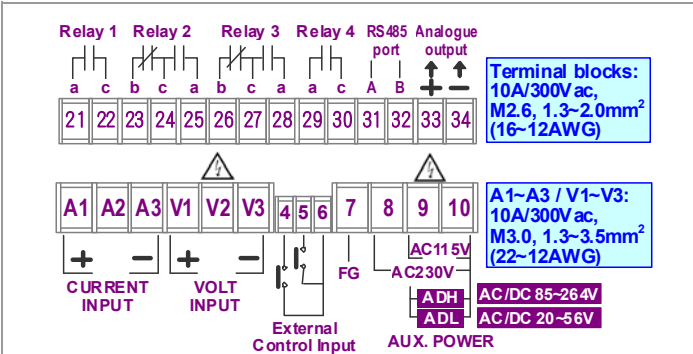 Relay 1 Relay 2 Relay 3 Relay 4 RS485 port Analogue output
a c b c a b c a a c A B + −
21 22 23 24 25 26 27 28 29 30 31 32 33 34
Terminal blocks:
10A/300Vac,
M2.6, 1.3~2.0mm²
(16~12AWG)
A1 A2 A3 V1 V2 V3 4 5 6 7 8 9 10
A1~A3 / V1~V3:
10A/300Vac,
M3.0, 1.3~3.5mm²
(22~12AWG)
+ − + −
CURRENT INPUT
VOLT INPUT
External
Control Input
FG
AC115V
AC230V
ADH AC/DC 85~264V
ADL AC/DC 20~56V
AUX. POWER